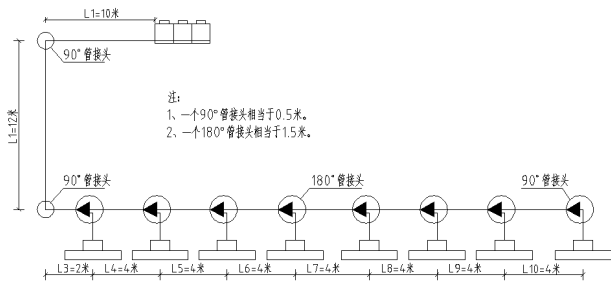 L1=10米
90°管接头
L1=12米
注:
1、一个90°管接头相当于0.5米。
2、一个180°管接头相当于1.5米。
90°管接头
180°管接头
90°管接头
L3=2米
L4=4米
L5=4米
L6=4米
L7=4米
L8=4米
L9=4米
L10=4米